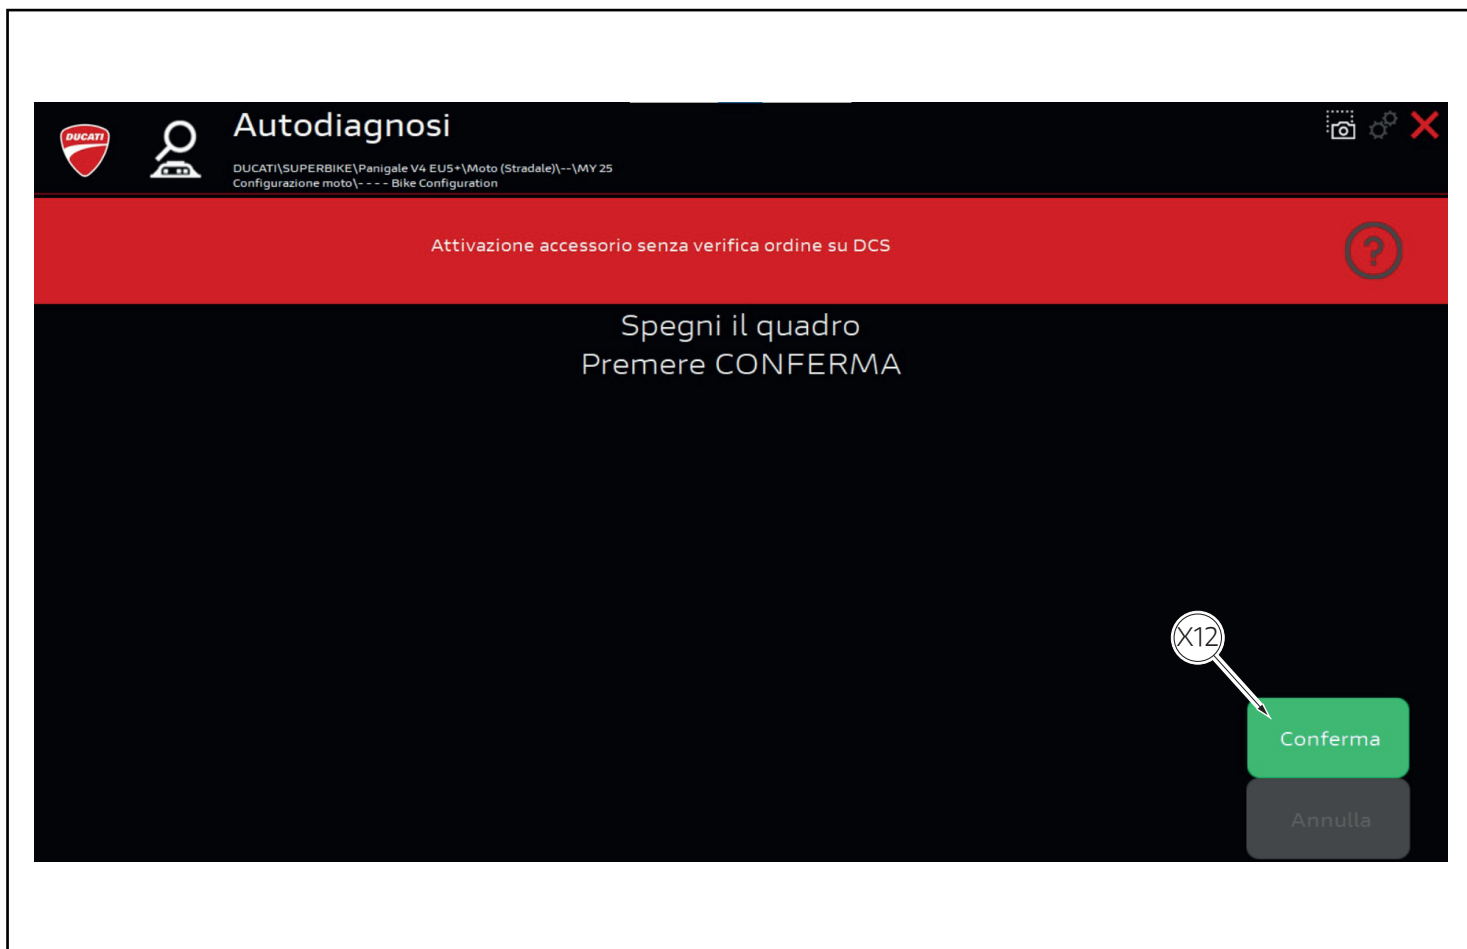 DUCATI
Autodiagnosi
DUCATI\SUPERBIKE\Panigale V4 EU5+\Moto (Stradale)\--\MY 25
Configurazione moto\- - - - Bike Configuration
Attivazione accessorio senza verifica ordine su DCS
?
Spegni il quadro
Premere CONFERMA
X12
Conferma
Annulla